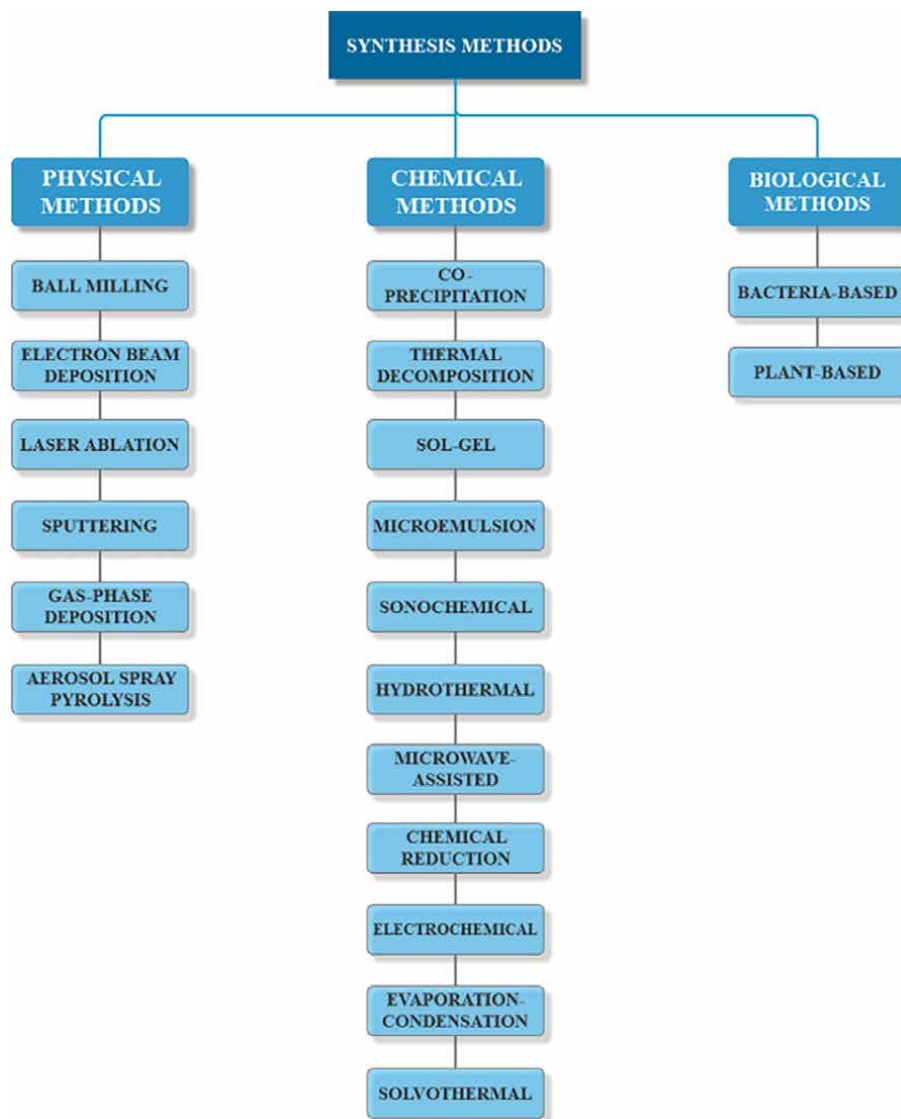 SYNTHESIS METHODS
PHYSICAL
METHODS
BALL MILLING
ELECTRON BEAM
DEPOSITION
LASER ABLATION
SPUTTERING
GAS-PHASE
DEPOSITION
AEROSOL SPRAY
PYROLYSIS
CHEMICAL
METHODS
CO-
PRECIPITATION
THERMAL
DECOMPOSITION
SOL-GEL
MICROEMULSION
SONOCHEMICAL
HYDROTHERMAL
MICROWAVE-
ASSISTED
CHEMICAL
REDUCTION
ELECTROCHEMICAL
EVAPORATION-
CONDENSATION
SOLVOTHERMAL
BIOLOGICAL
METHODS
BACTERIA-BASED
PLANT-BASED